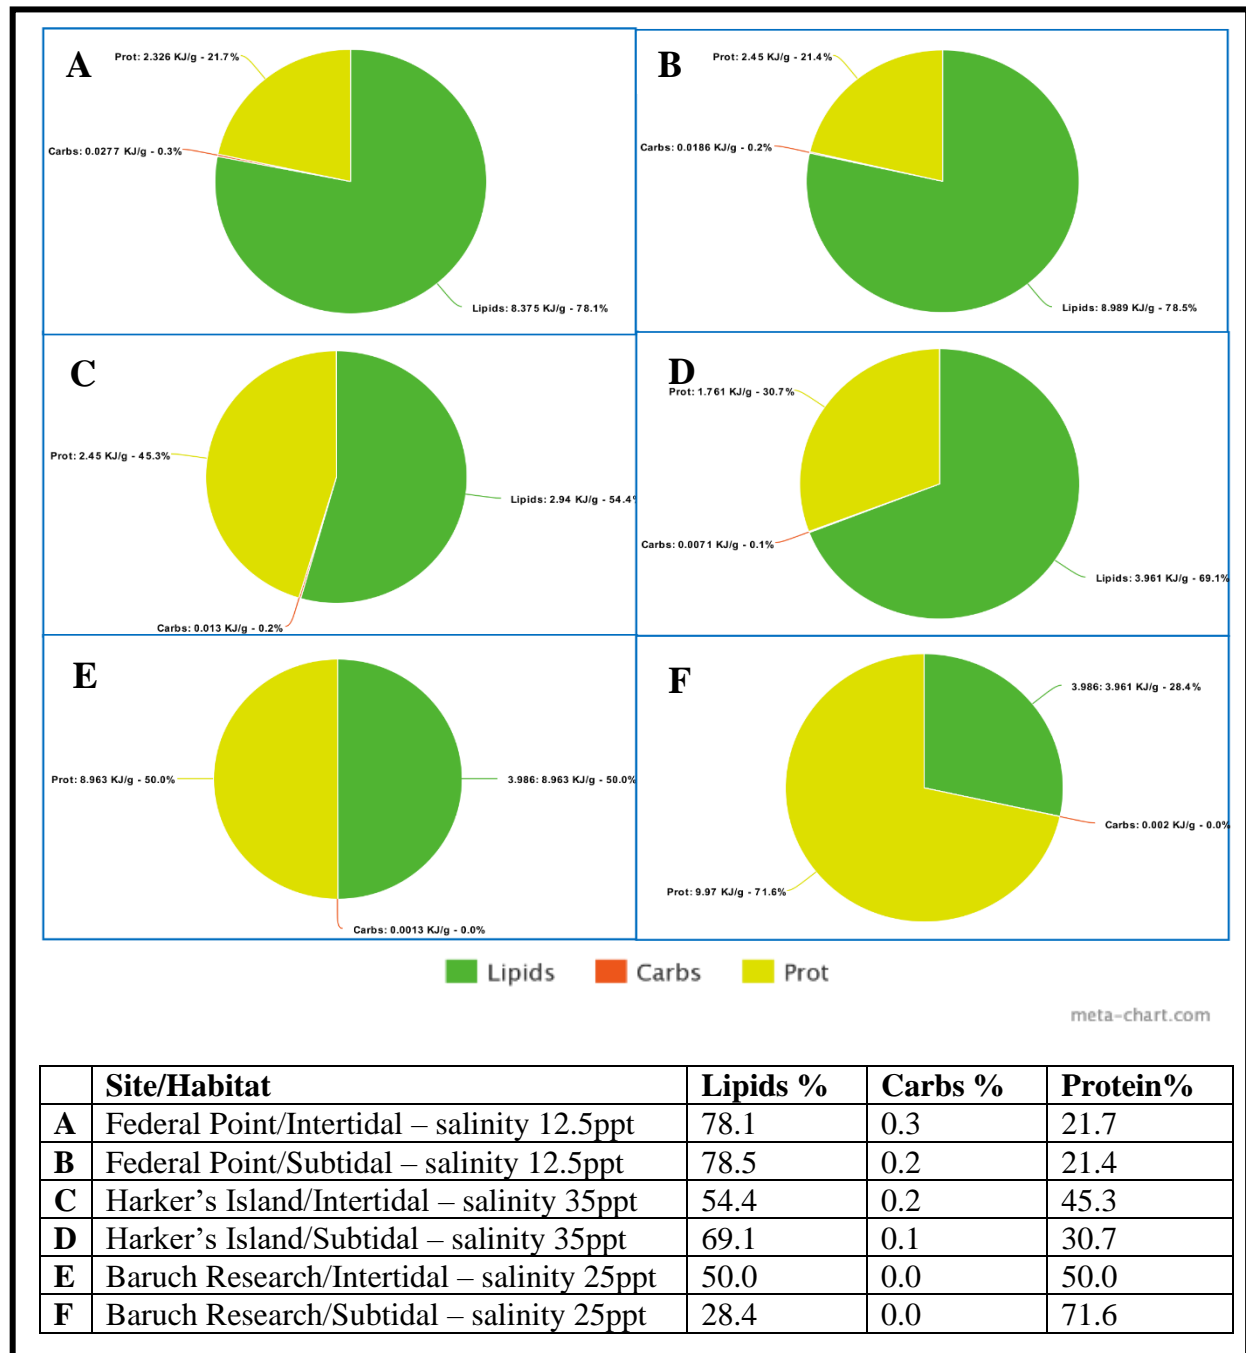 A
Prot: 2.326 KJ/g - 21.7%
Carbs: 0.0277 KJ/g - 0.3%
Lipids: 8.375 KJ/g - 78.1%
B
Prot: 2.45 KJ/g - 21.4%
Carbs: 0.0186 KJ/g - 0.2%
Lipids: 8.989 KJ/g - 78.5%
C
Prot: 2.45 KJ/g - 45.3%
Lipids: 2.94 KJ/g - 54.4%
Carbs: 0.013 KJ/g - 0.2%
D
Prot: 1.761 KJ/g - 30.7%
Carbs: 0.0071 KJ/g - 0.1%
Lipids: 3.961 KJ/g - 69.1%
E
Prot: 8.963 KJ/g - 50.0%
3.986: 8.963 KJ/g - 50.0%
Carbs: 0.0013 KJ/g - 0.0%
F
3.986: 3.961 KJ/g - 28.4%
Carbs: 0.002 KJ/g - 0.0%
Prot: 9.97 KJ/g - 71.6%
Lipids Carbs Prot
meta-chart.com
Site/Habitat Lipids % Carbs % Protein%
A Federal Point/Intertidal – salinity 12.5ppt 78.1 0.3 21.7
B Federal Point/Subtidal – salinity 12.5ppt 78.5 0.2 21.4
C Harker's Island/Intertidal – salinity 35ppt 54.4 0.2 45.3
D Harker's Island/Subtidal – salinity 35ppt 69.1 0.1 30.7
E Baruch Research/Intertidal – salinity 25ppt 50.0 0.0 50.0
F Baruch Research/Subtidal – salinity 25ppt 28.4 0.0 71.6